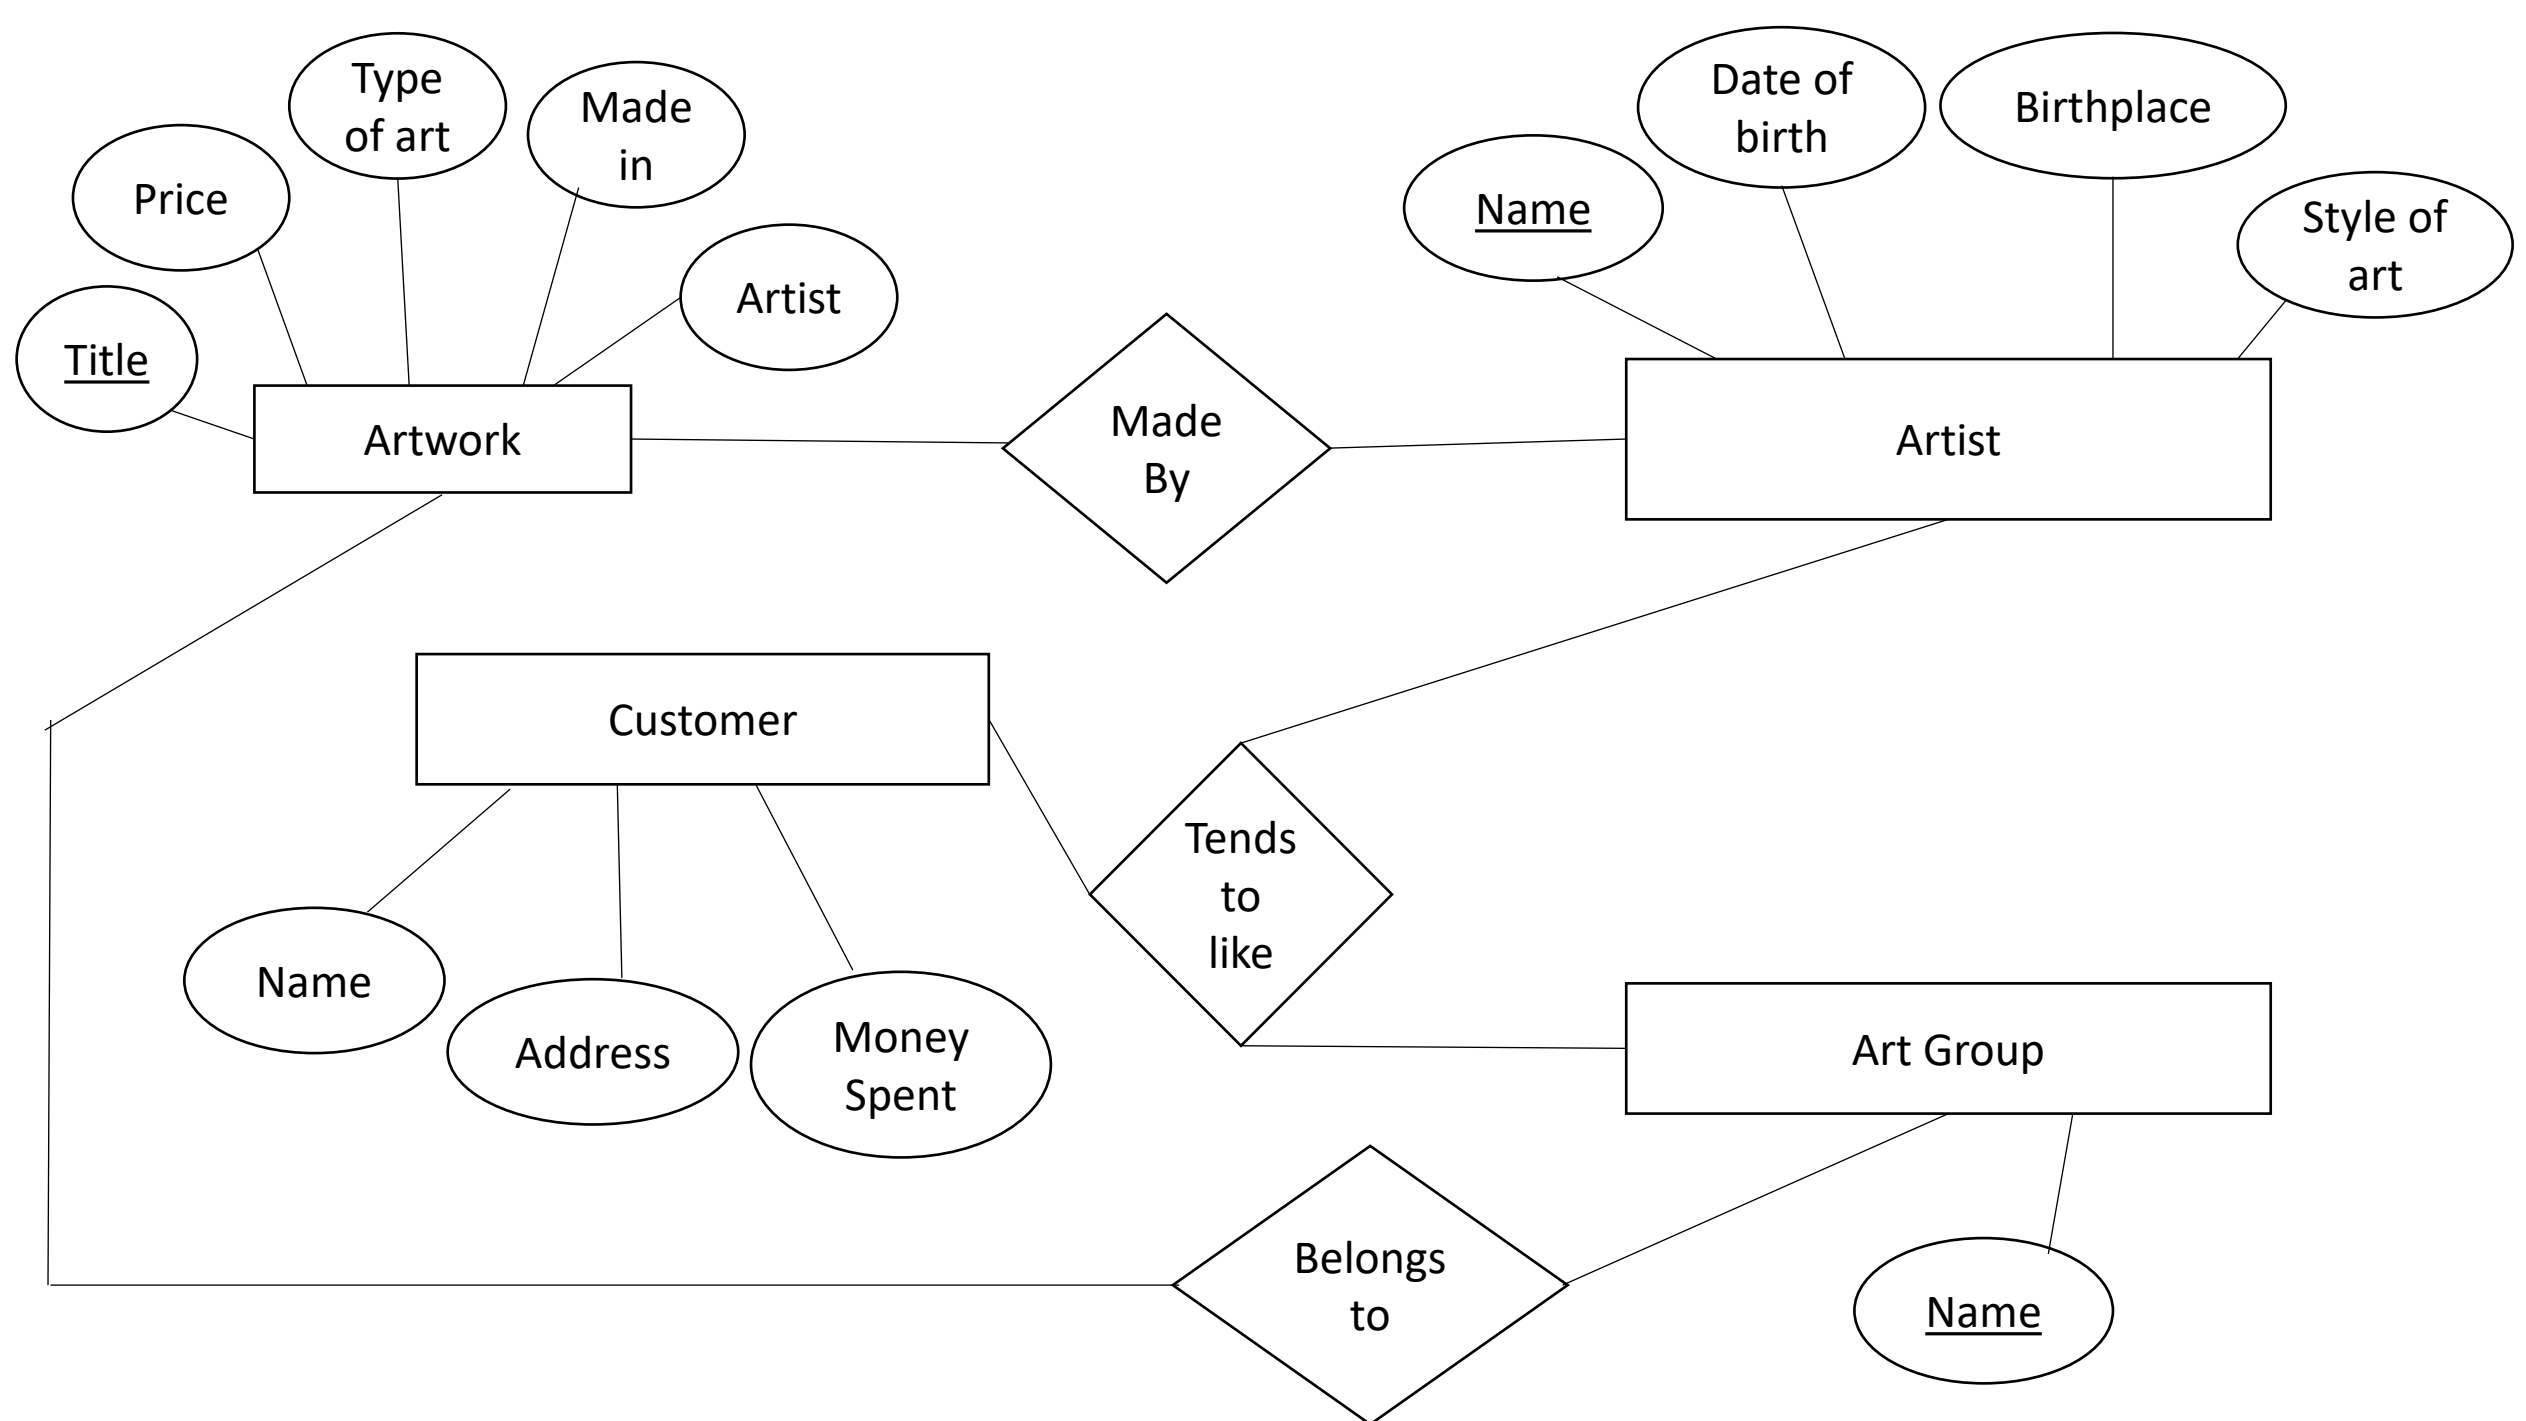 Type
of art
Made
in
Price
Artist
Title
Artwork
Made
By
Date of
birth
Birthplace
Name
Style of
art
Artist
Customer
Name
Address
Money
Spent
Tends
to
like
Art Group
Belongs
to
Name